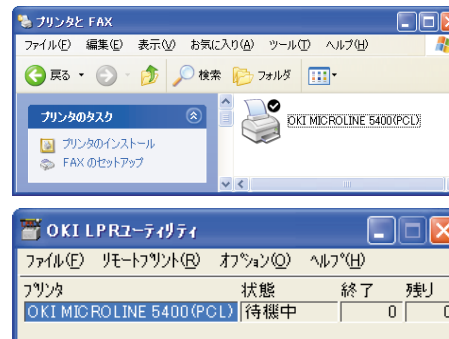 プリンタと FAX
ファイル(F) 編集(E) 表示(V) お気に入り(A) ツール(T) ヘルプ(H)
戻る 検索 フォルダ
プリンタのタスク
プリンタのインストール
FAX のセットアップ
OKI MICROLINE 5400(PCL)
OKI LPRユーティリティ
ファイル(F) リモートプリント(R) オプション(O) ヘルプ(H)
プリンタ 状態 終了 残り
OKI MICROLINE 5400(PCL) 待機中 0 0